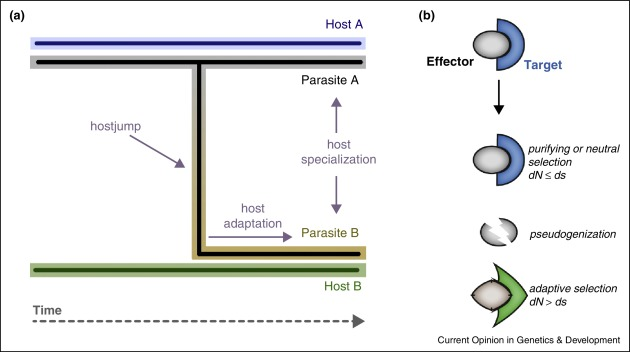 (a)
Host A
Parasite A
hostjump
host
specialization
host
adaptation
Parasite B
Host B
Time
(b)
Effector
Target
purifying or neutral
selection
dN ≤ ds
pseudogenization
adaptive selection
dN > ds
Current Opinion in Genetics & Development